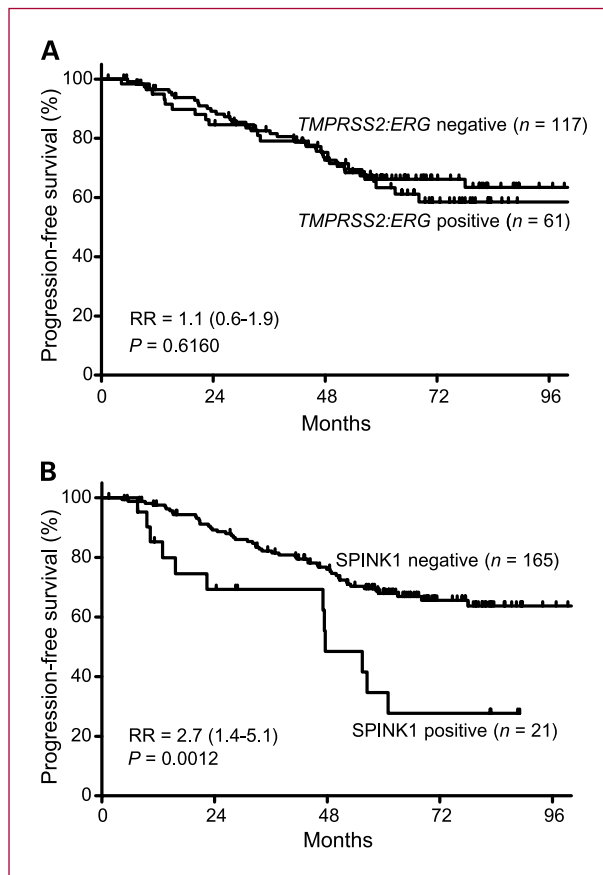 A
Progression-free survival (%)
100
80
60
40
20
0
TMPRSS2:ERG negative (n = 117)
TMPRSS2:ERG positive (n = 61)
RR = 1.1 (0.6-1.9)
P = 0.6160
0 24 48 72 96
Months
B
Progression-free survival (%)
100
80
60
40
20
0
SPINK1 negative (n = 165)
SPINK1 positive (n = 21)
RR = 2.7 (1.4-5.1)
P = 0.0012
0 24 48 72 96
Months